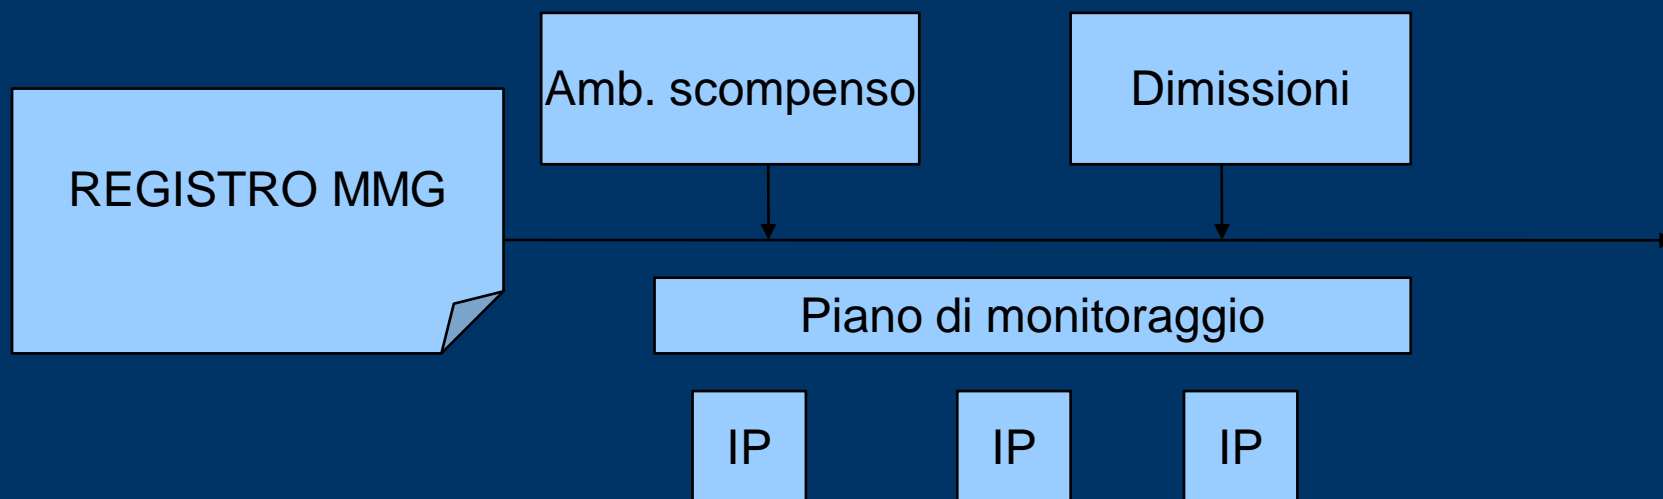 REGISTRO MMG
Amb. scompenso
Dimissioni
Piano di monitoraggio
IP
IP
IP